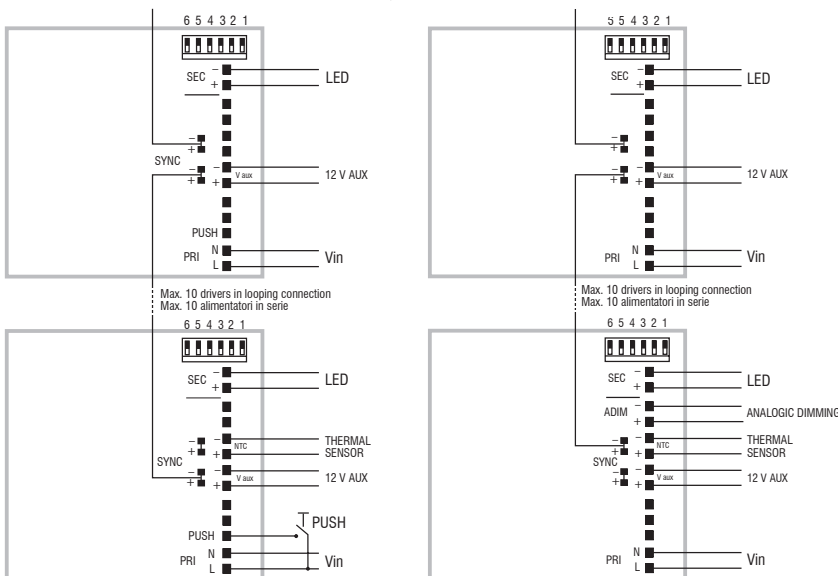 6 5 4 3 2 1
SEC
–
+
LED
–
+
SYNC
–
+
–
+
V aux
12 V AUX
PUSH
PRI
N
L
Vin
Max. 10 drivers in looping connection
Max. 10 alimentatori in serie
6 5 4 3 2 1
SEC
–
+
LED
–
+
SYNC
–
+
–
+
NTC
THERMAL
SENSOR
–
+
V aux
12 V AUX
PUSH
PUSH
PRI
N
L
Vin
5 5 4 3 2 1
SEC
–
+
LED
–
+
–
+
–
+
V aux
12 V AUX
PRI
N
L
Vin
Max. 10 drivers in looping connection
Max. 10 alimentatori in serie
6 5 4 3 2 1
SEC
–
+
LED
ADIM
–
+
ANALOGIC DIMMING
–
+
SYNC
–
+
–
+
NTC
THERMAL
SENSOR
–
+
V aux
12 V AUX
PRI
N
L
Vin